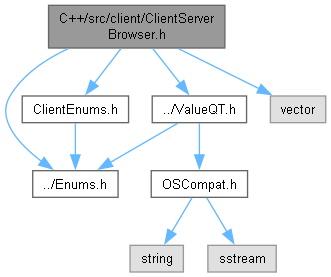 C++/src/client/ClientServer
Browser.h
ClientEnums.h
../ValueQT.h
vector
../Enums.h
OSCompat.h
string
sstream